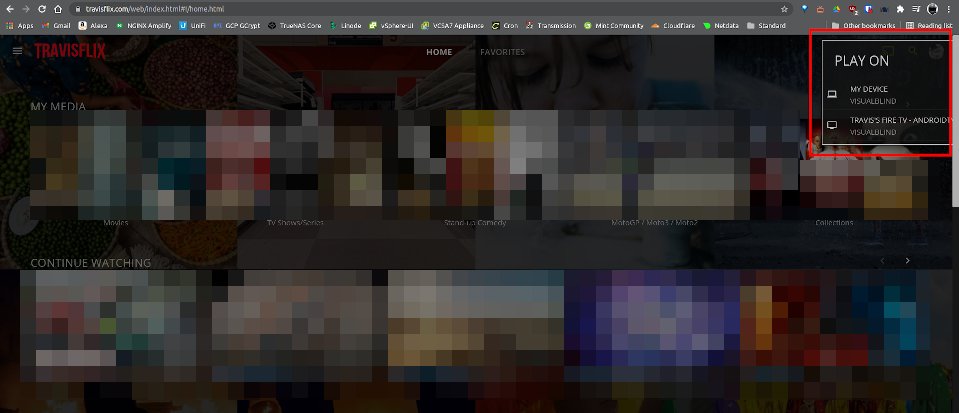 travisflix.com/web/index.html#!/home.html
Apps Gmail Alexa NGINX Amplify UniFi GCP GCrypt TrueNAS Core Linode vSphere-UI VCSA7 Appliance Cron Transmission Mint Community Cloudflare Netdata Standard Other bookmarks Reading list
TRAVISFLIX
HOME FAVORITES
PLAY ON
MY DEVICE
VISUALBLIND
TRAVIS'S FIRE TV - ANDROIDTV
VISUALBLIND
MY MEDIA
Movies TV Shows/Series Stand-up Comedy MotoGP / Moto3 / Moto2 Collections
CONTINUE WATCHING